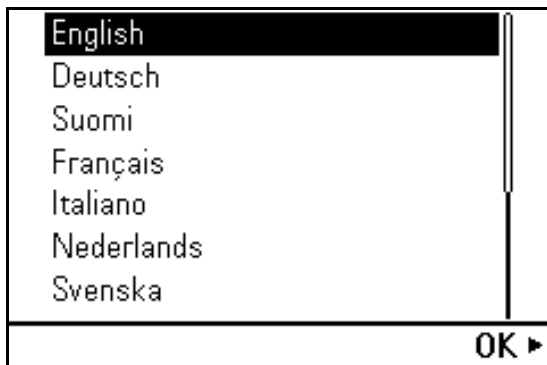 English
Deutsch
Suomi
Français
Italiano
Nederlands
Svenska
OK